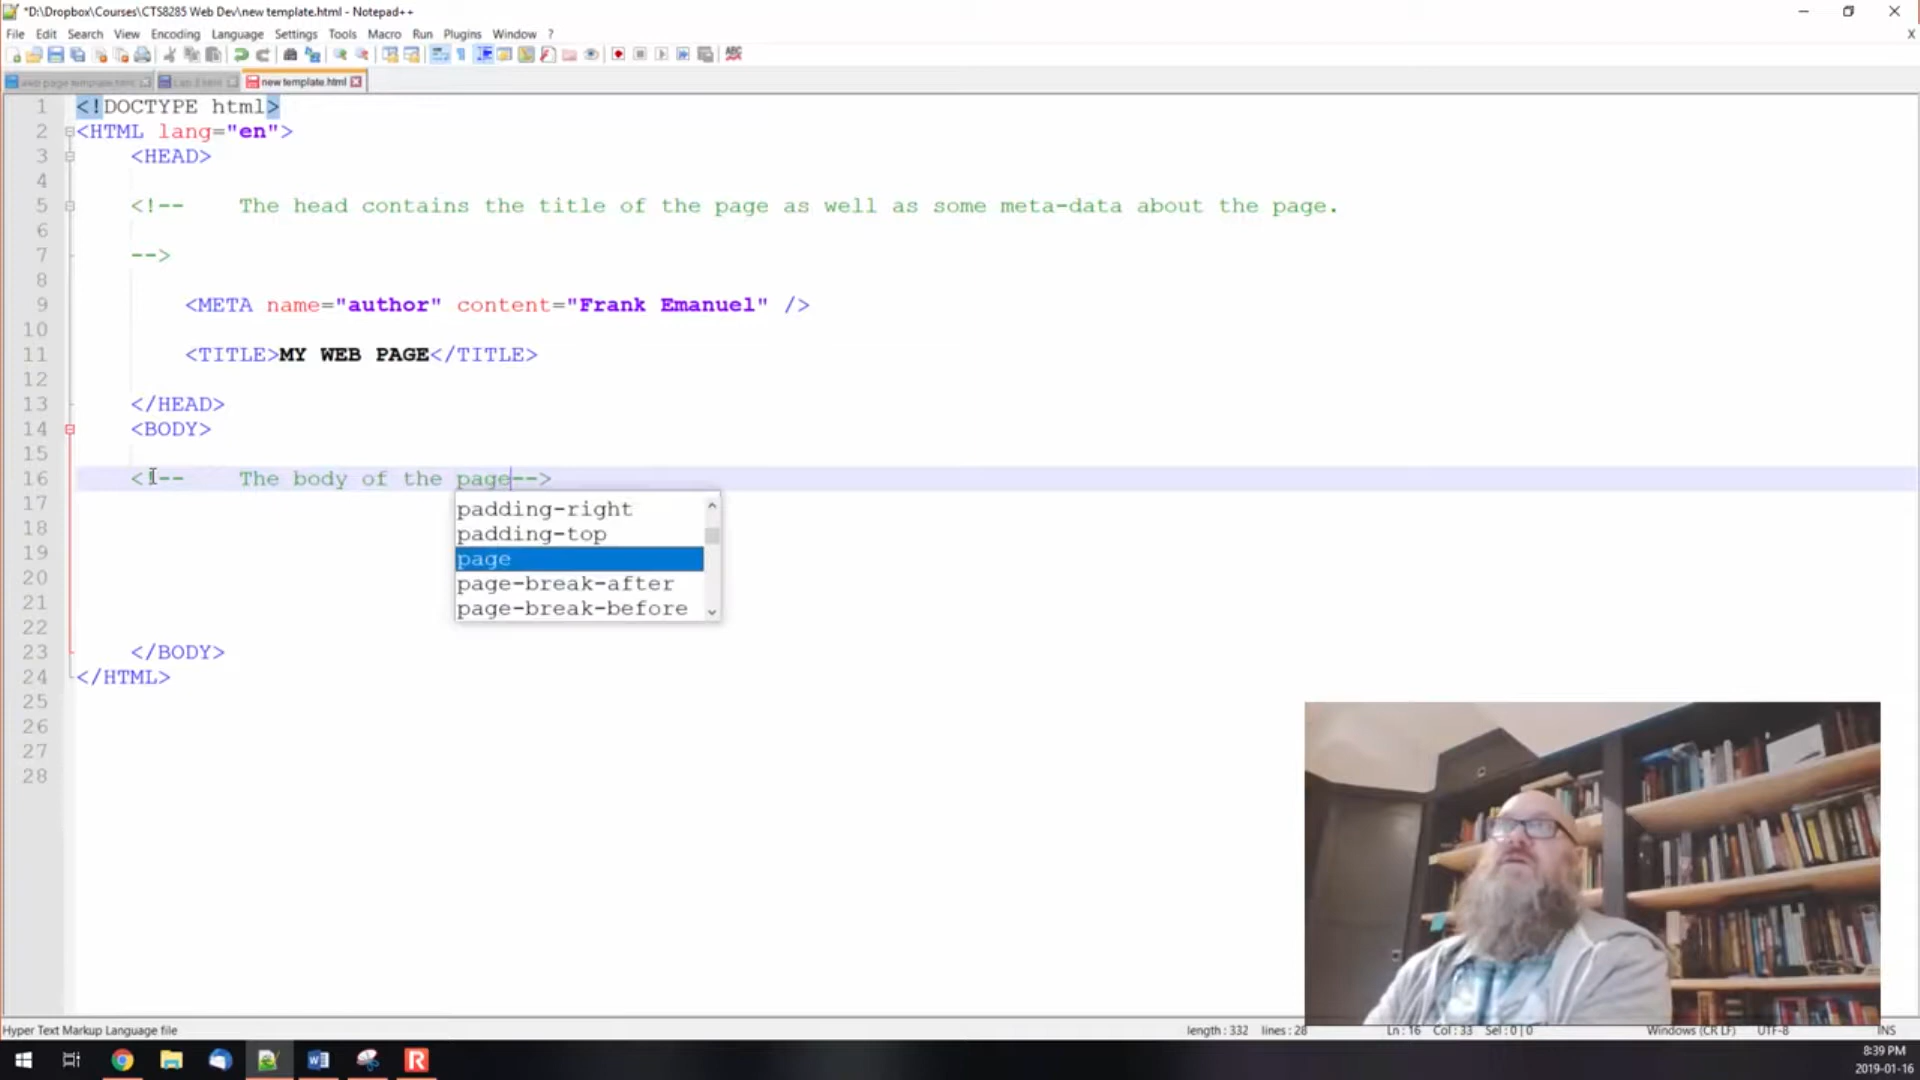 *D:\Dropbox\Courses\CTS8285 Web Dev\new template.html - Notepad++
File Edit Search View Encoding Language Settings Tools Macro Run Plugins Window ? X
web page template.html Lab 3.html new template.html
1 <!DOCTYPE html>
2 <HTML lang="en">
3 <HEAD>
4
5 <!-- The head contains the title of the page as well as some meta-data about the page.
6
7 -->
8
9 <META name="author" content="Frank Emanuel" />
10
11 <TITLE>MY WEB PAGE</TITLE>
12
13 </HEAD>
14 <BODY>
15
16 <!-- The body of the page-->
17
padding-right
18 padding-top
19 page
20 page-break-after
21 page-break-before
22
23 </BODY>
24 </HTML>
25
26
27
28
Hyper Text Markup Language file length : 332 lines : 28 Ln : 16 Col : 33 Sel : 0 | 0 Windows (CR LF) UTF-8 INS
8:39 PM
2019-01-16